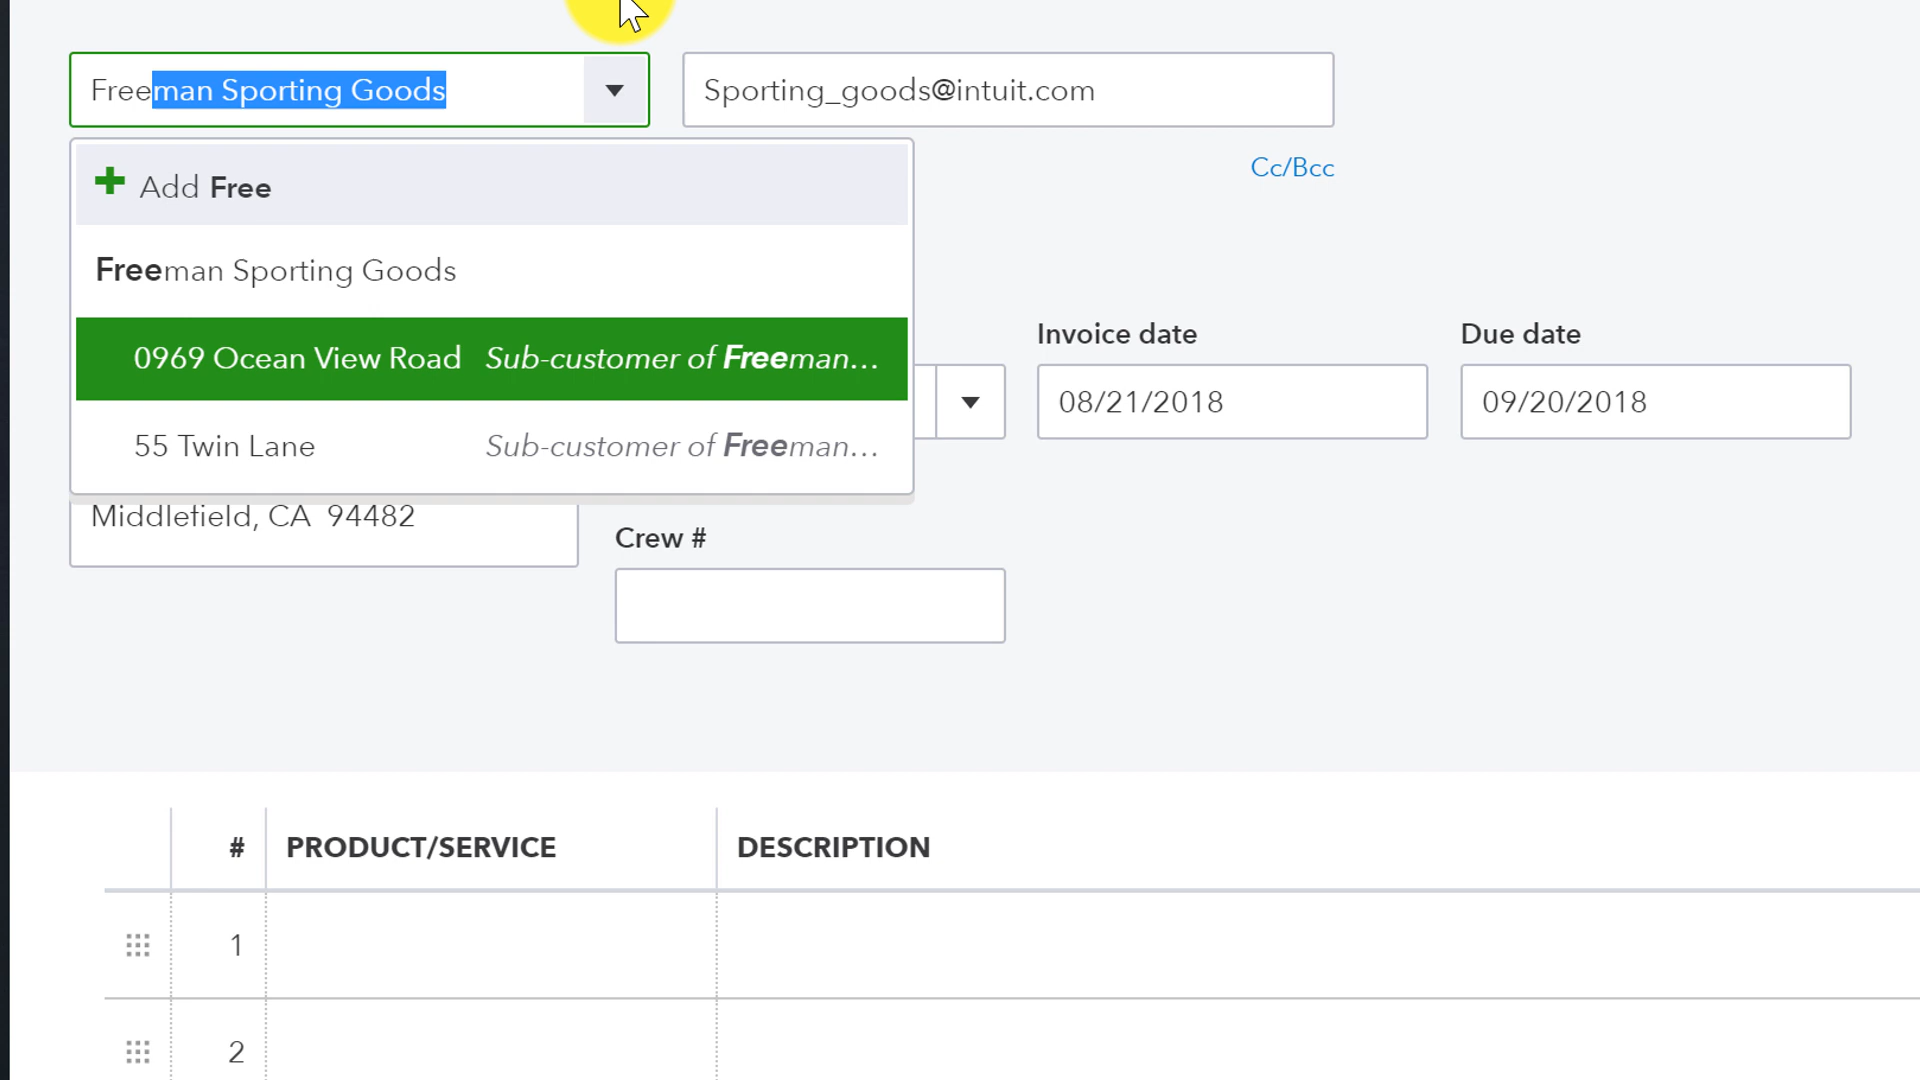 Freeman Sporting Goods
Sporting_goods@intuit.com
Add Free
Cc/Bcc
Freeman Sporting Goods
0969 Ocean View Road Sub-customer of Freeman...
55 Twin Lane Sub-customer of Freeman...
Invoice date
Due date
08/21/2018
09/20/2018
Middlefield, CA 94482
Crew #
# PRODUCT/SERVICE DESCRIPTION
1
2